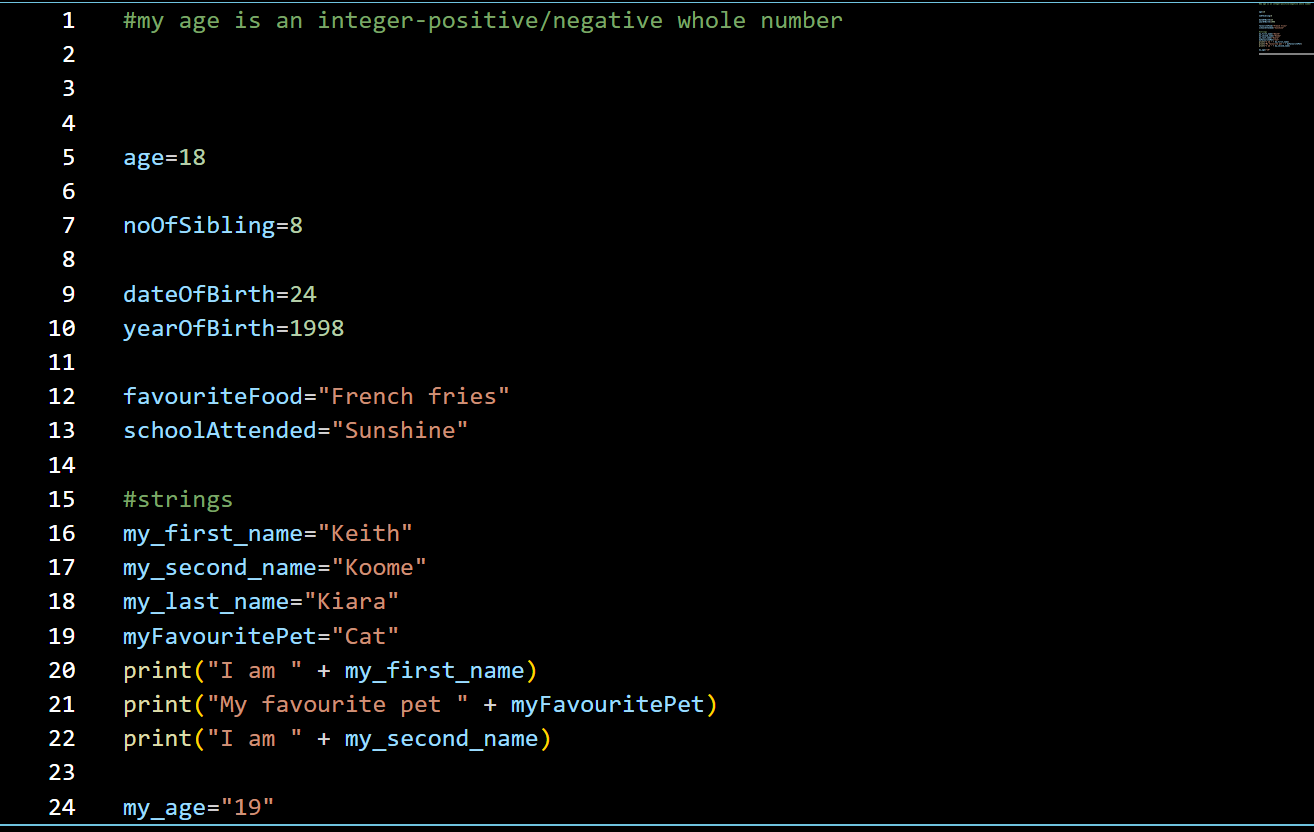 1 #my age is an integer-positive/negative whole number
2
3
4
5 age=18
6
7 noOfSibling=8
8
9 dateOfBirth=24
10 yearOfBirth=1998
11
12 favouriteFood="French fries"
13 schoolAttended="Sunshine"
14
15 #strings
16 my_first_name="Keith"
17 my_second_name="Koome"
18 my_last_name="Kiara"
19 myFavouritePet="Cat"
20 print("I am " + my_first_name)
21 print("My favourite pet " + myFavouritePet)
22 print("I am " + my_second_name)
23
24 my_age="19"